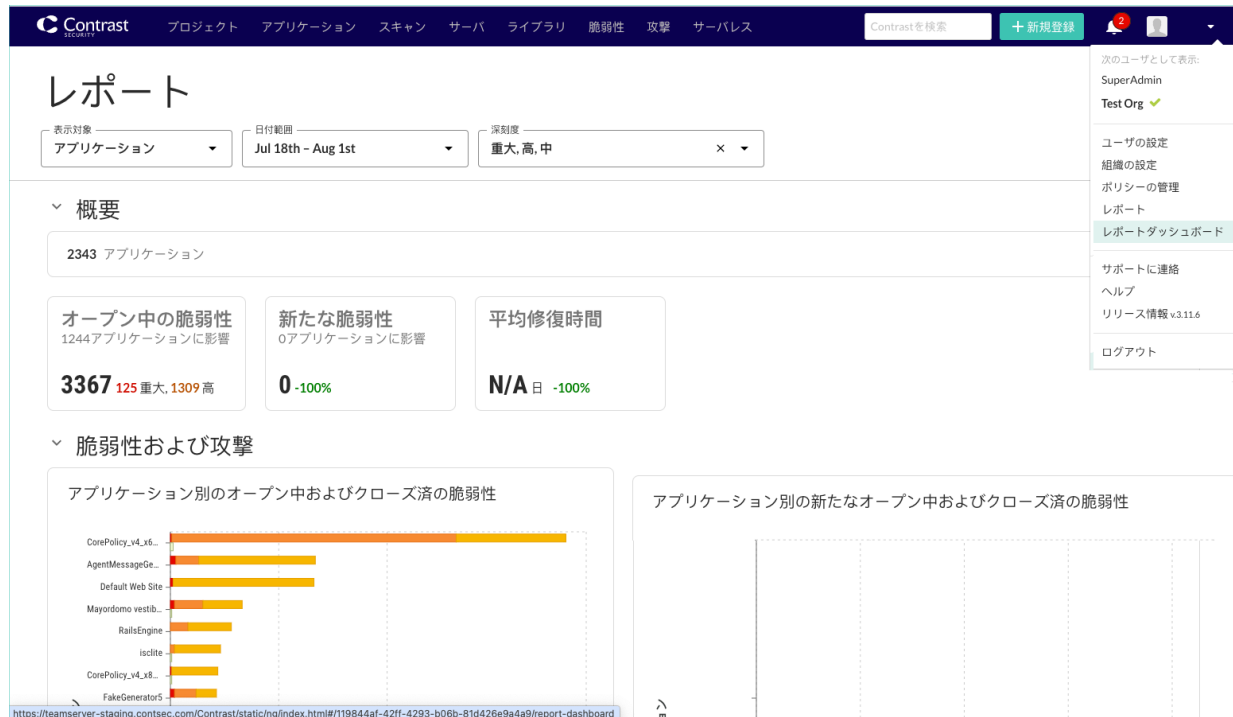 Contrast
SECURITY
プロジェクト アプリケーション スキャン サーバ ライブラリ 脆弱性 攻撃 サーバレス
Contrastを検索
＋新規登録
2
次のユーザとして表示:
SuperAdmin
Test Org
ユーザの設定
組織の設定
ポリシーの管理
レポート
レポートダッシュボード
サポートに連絡
ヘルプ
リリース情報 v.3.11.6
ログアウト
レポート
表示対象
アプリケーション
日付範囲
Jul 18th – Aug 1st
深刻度
重大, 高, 中
概要
2343 アプリケーション
オープン中の脆弱性
1244アプリケーションに影響
3367 125 重大, 1309 高
新たな脆弱性
0アプリケーションに影響
0 -100%
平均修復時間
N/A 日 -100%
脆弱性および攻撃
アプリケーション別のオープン中およびクローズ済の脆弱性
CorePolicy_v4_x6...
AgentMessageGe...
Default Web Site
Mayordomo vestib...
RailsEngine
isclite
CorePolicy_v4_x8...
FakeGenerator5
アプリケーション別の新たなオープン中およびクローズ済の脆弱性
https://teamserver-staging.contsec.com/Contrast/static/ng/index.html#/119844af-42ff-4293-b06b-81d426e9a4a9/report-dashboard